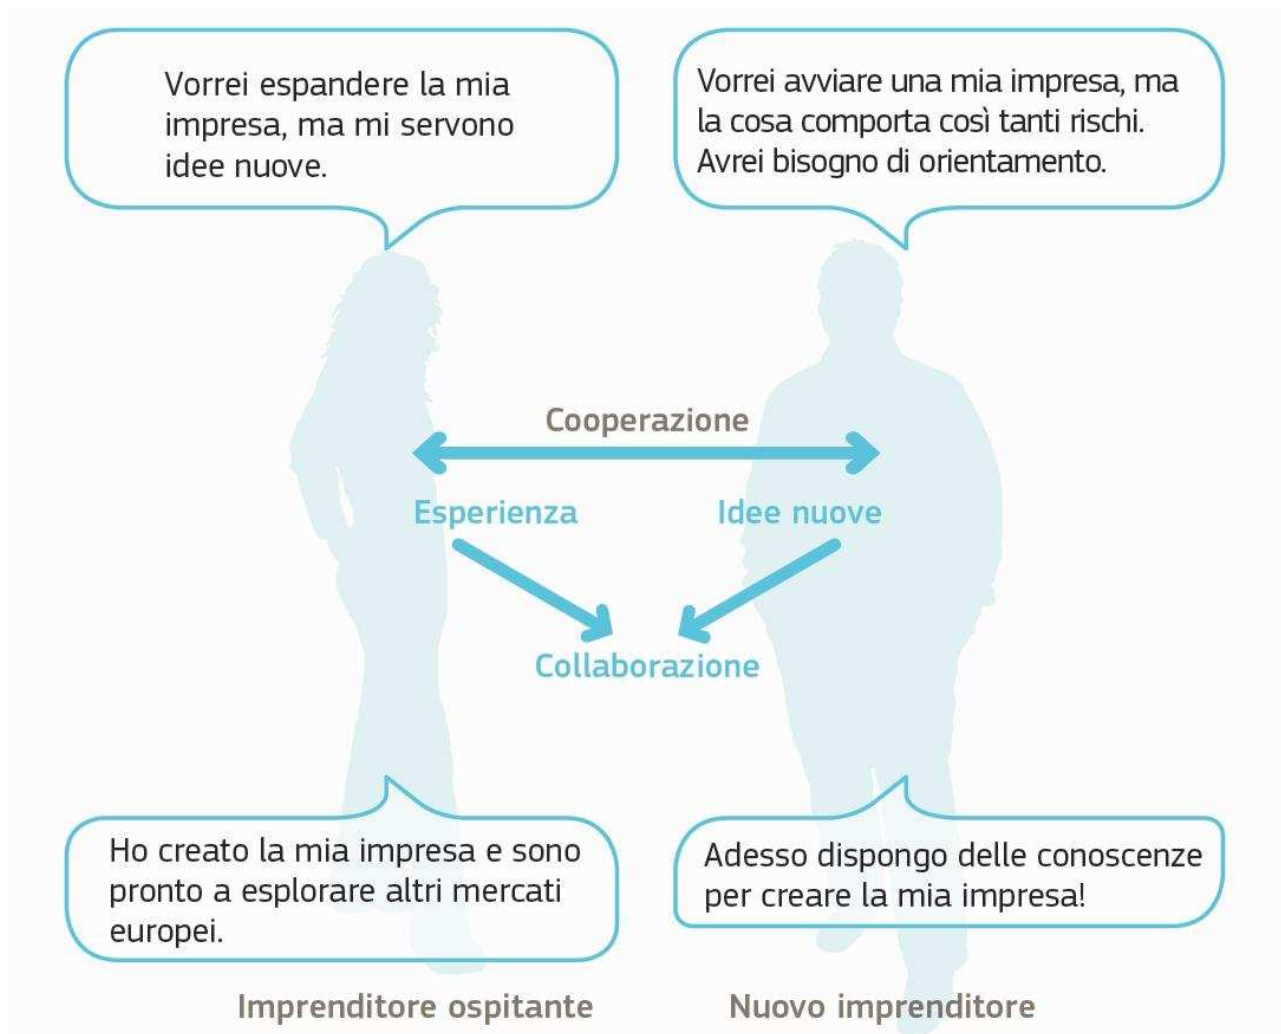 Vorrei espandere la mia
impresa, ma mi servono
idee nuove.
Vorrei avviare una mia impresa, ma
la cosa comporta così tanti rischi.
Avrei bisogno di orientamento.
Cooperazione
Esperienza
Idee nuove
Collaborazione
Ho creato la mia impresa e sono
pronto a esplorare altri mercati
europei.
Adesso dispongo delle conoscenze
per creare la mia impresa!
Imprenditore ospitante
Nuovo imprenditore